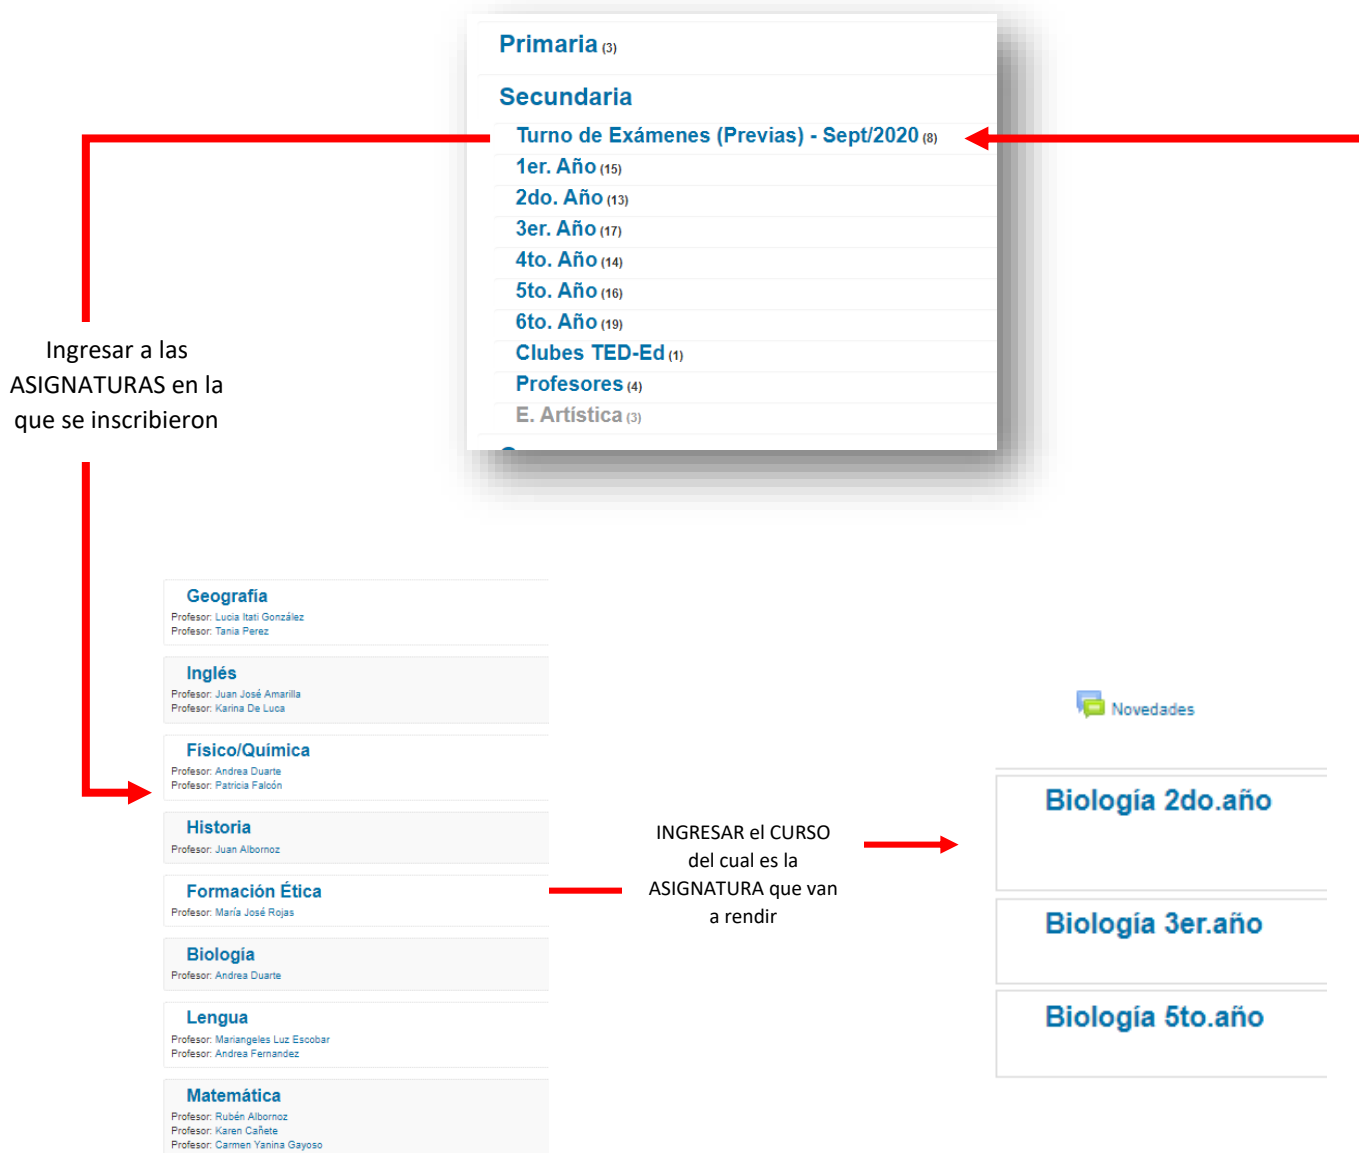 Primaria (3)
Secundaria
Turno de Exámenes (Previas) - Sept/2020 (8)
1er. Año (15)
2do. Año (13)
3er. Año (17)
4to. Año (14)
5to. Año (16)
6to. Año (19)
Clubes TED-Ed (1)
Profesores (4)
E. Artística (3)
Ingresar a las
ASIGNATURAS en la
que se inscribieron
Geografía
Profesor: Lucia Itati González
Profesor: Tania Perez
Inglés
Profesor: Juan José Amarilla
Profesor: Karina De Luca
Físico/Química
Profesor: Andrea Duarte
Profesor: Patricia Falcón
Historia
Profesor: Juan Albornoz
Formación Ética
Profesor: María José Rojas
Biología
Profesor: Andrea Duarte
Lengua
Profesor: Mariangeles Luz Escobar
Profesor: Andrea Fernandez
Matemática
Profesor: Rubén Albornoz
Profesor: Karen Cañete
Profesor: Carmen Yanina Gayoso
INGRESAR el CURSO
del cual es la
ASIGNATURA que van
a rendir
Novedades
Biología 2do.año
Biología 3er.año
Biología 5to.año